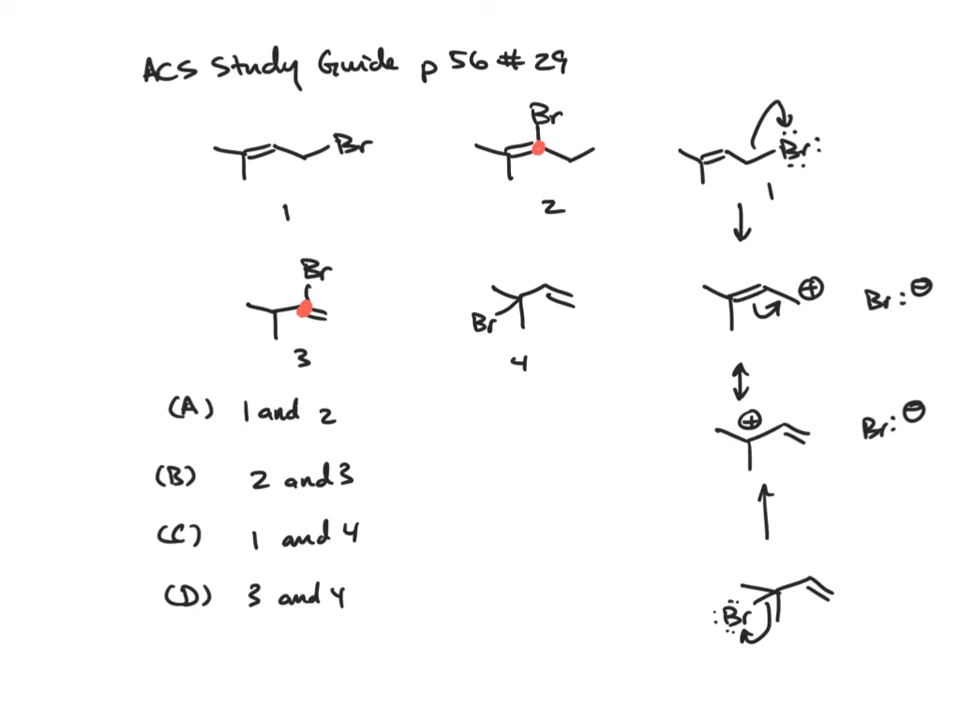 ACS Study Guide p 56 # 29
Br
1
Br
2
:Br:
1
Br
3
Br
4
⊕ Br: ⊖
⊕ Br: ⊖
(A) 1 and 2
(B) 2 and 3
(C) 1 and 4
(D) 3 and 4
:Br